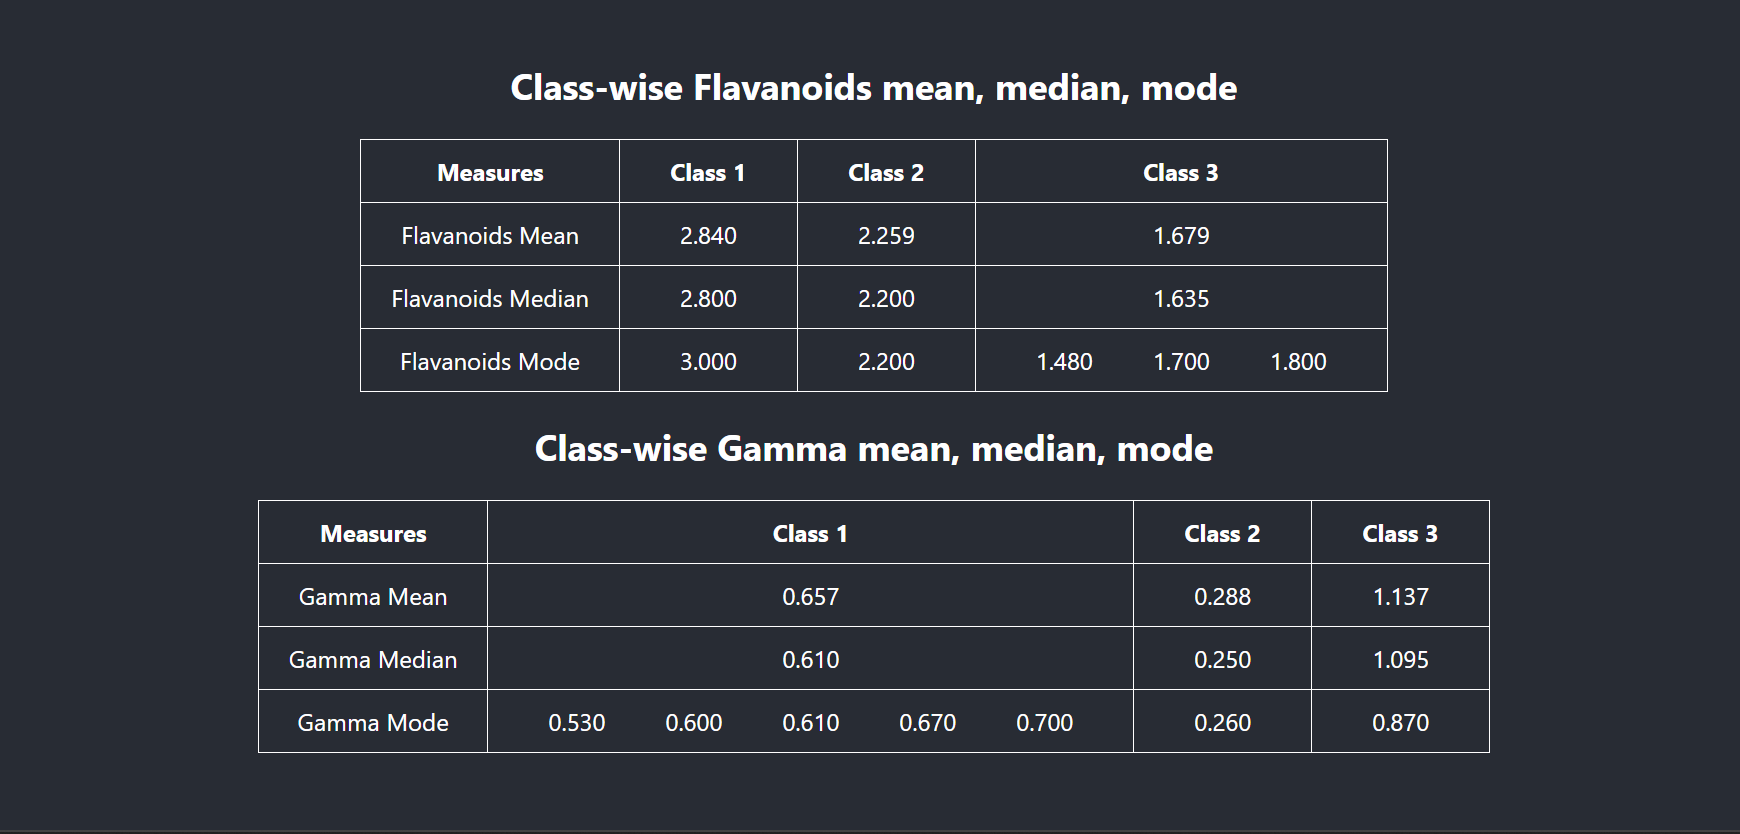 Class-wise Flavanoids mean, median, mode
Measures Class 1 Class 2 Class 3
Flavanoids Mean 2.840 2.259 1.679
Flavanoids Median 2.800 2.200 1.635
Flavanoids Mode 3.000 2.200 1.480 1.700 1.800
Class-wise Gamma mean, median, mode
Measures Class 1 Class 2 Class 3
Gamma Mean 0.657 0.288 1.137
Gamma Median 0.610 0.250 1.095
Gamma Mode 0.530 0.600 0.610 0.670 0.700 0.260 0.870